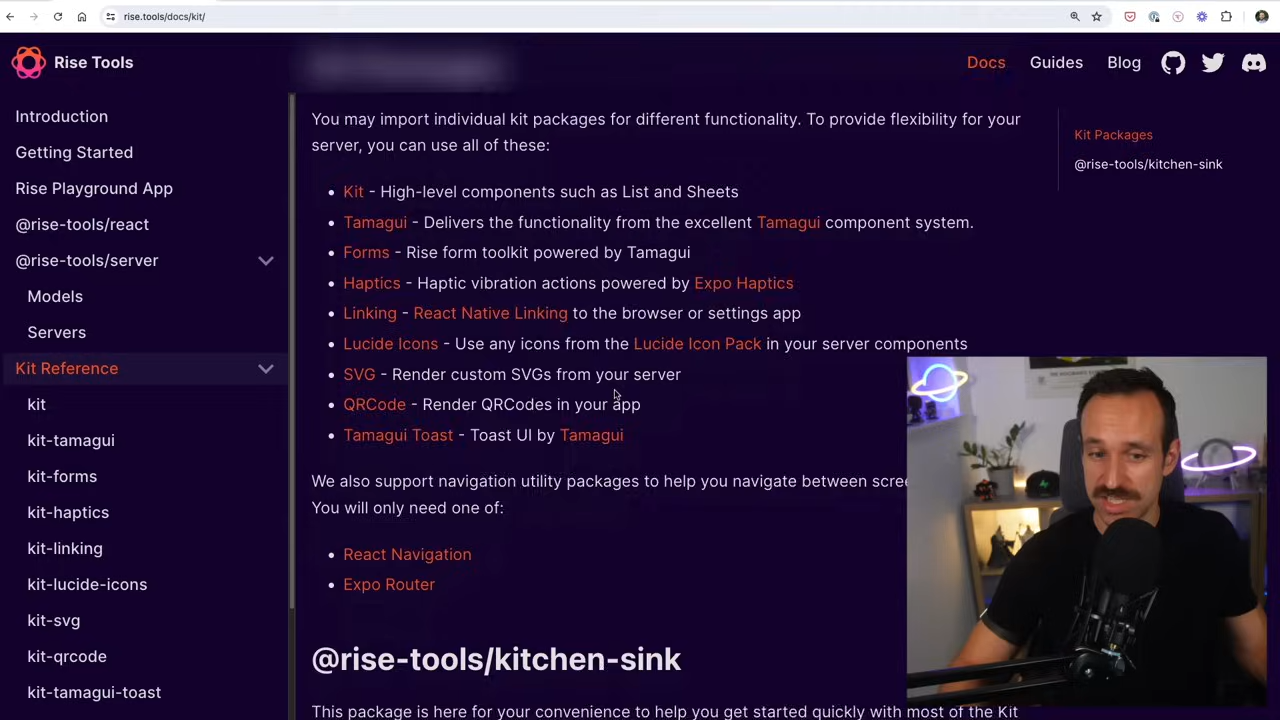 rise.tools/docs/kit/
Rise Tools
Docs
Guides
Blog
Introduction
Getting Started
Rise Playground App
@rise-tools/react
@rise-tools/server
Models
Servers
Kit Reference
kit
kit-tamagui
kit-forms
kit-haptics
kit-linking
kit-lucide-icons
kit-svg
kit-qrcode
kit-tamagui-toast
You may import individual kit packages for different functionality. To provide flexibility for your
server, you can use all of these:
Kit - High-level components such as List and Sheets
Tamagui - Delivers the functionality from the excellent Tamagui component system.
Forms - Rise form toolkit powered by Tamagui
Haptics - Haptic vibration actions powered by Expo Haptics
Linking - React Native Linking to the browser or settings app
Lucide Icons - Use any icons from the Lucide Icon Pack in your server components
SVG - Render custom SVGs from your server
QRCode - Render QRCodes in your app
Tamagui Toast - Toast UI by Tamagui
We also support navigation utility packages to help you navigate between
You will only need one of:
React Navigation
Expo Router
@rise-tools/kitchen-sink
This package is here for your convenience to help you get started quickly with most of the Kit
Kit Packages
@rise-tools/kitchen-sink